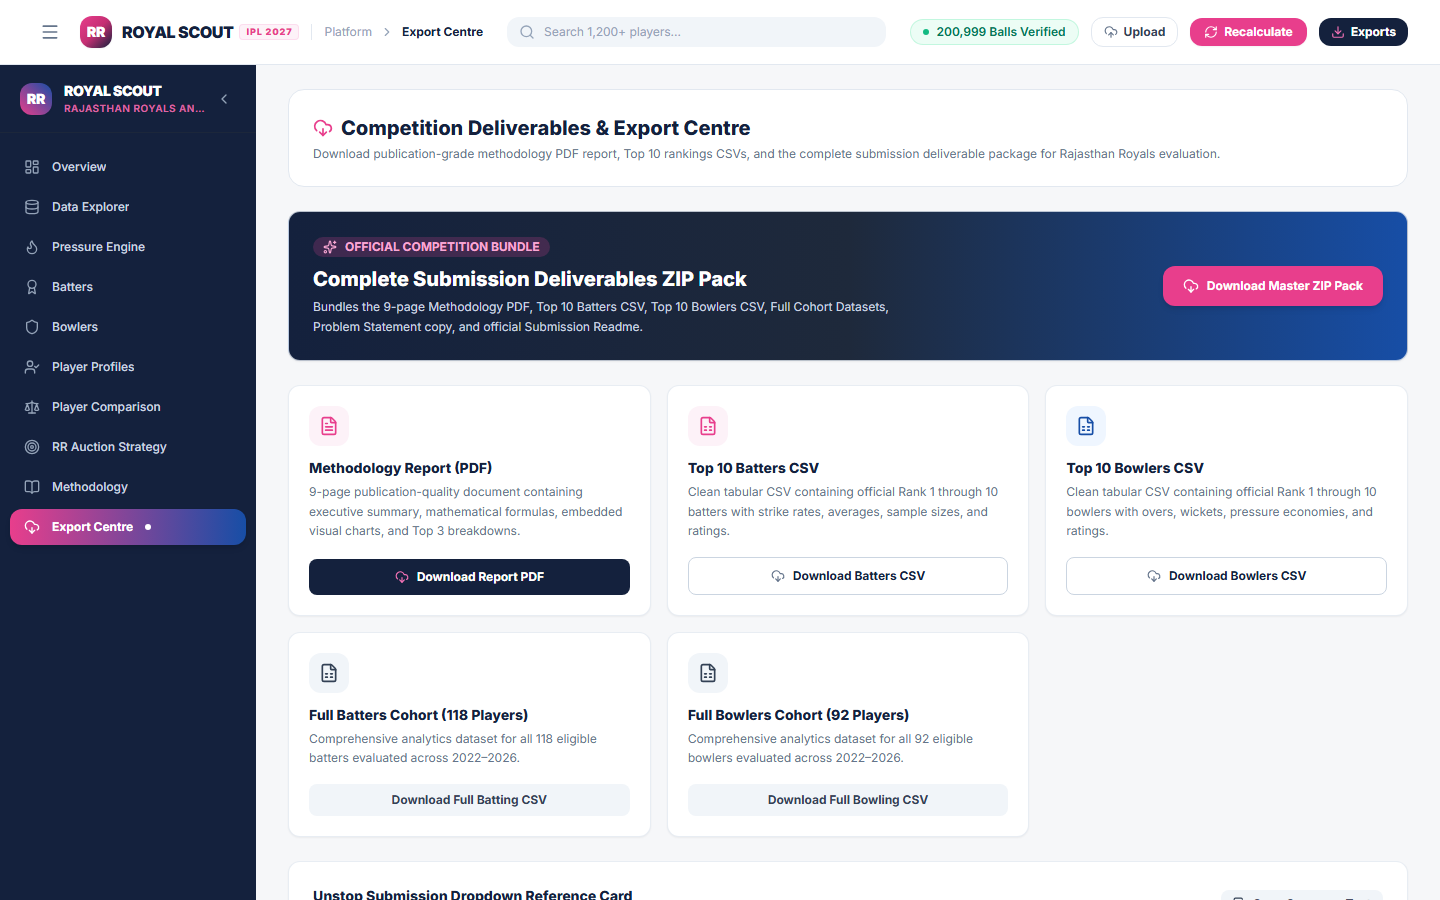 RR ROYAL SCOUT IPL 2027 Platform Export Centre Search 1,200+ players... 200,999 Balls Verified Upload Recalculate Exports
RR ROYAL SCOUT
RAJASTHAN ROYALS AN...
Overview
Data Explorer
Pressure Engine
Batters
Bowlers
Player Profiles
Player Comparison
RR Auction Strategy
Methodology
Export Centre
Competition Deliverables & Export Centre
Download publication-grade methodology PDF report, Top 10 rankings CSVs, and the complete submission deliverable package for Rajasthan Royals evaluation.
OFFICIAL COMPETITION BUNDLE
Complete Submission Deliverables ZIP Pack
Bundles the 9-page Methodology PDF, Top 10 Batters CSV, Top 10 Bowlers CSV, Full Cohort Datasets,
Problem Statement copy, and official Submission Readme.
Download Master ZIP Pack
Methodology Report (PDF)
9-page publication-quality document containing
executive summary, mathematical formulas, embedded
visual charts, and Top 3 breakdowns.
Download Report PDF
Top 10 Batters CSV
Clean tabular CSV containing official Rank 1 through 10
batters with strike rates, averages, sample sizes, and
ratings.
Download Batters CSV
Top 10 Bowlers CSV
Clean tabular CSV containing official Rank 1 through 10
bowlers with overs, wickets, pressure economies, and
ratings.
Download Bowlers CSV
Full Batters Cohort (118 Players)
Comprehensive analytics dataset for all 118 eligible
batters evaluated across 2022–2026.
Download Full Batting CSV
Full Bowlers Cohort (92 Players)
Comprehensive analytics dataset for all 92 eligible
bowlers evaluated across 2022–2026.
Download Full Bowling CSV
Unstop Submission Dropdown Reference Card